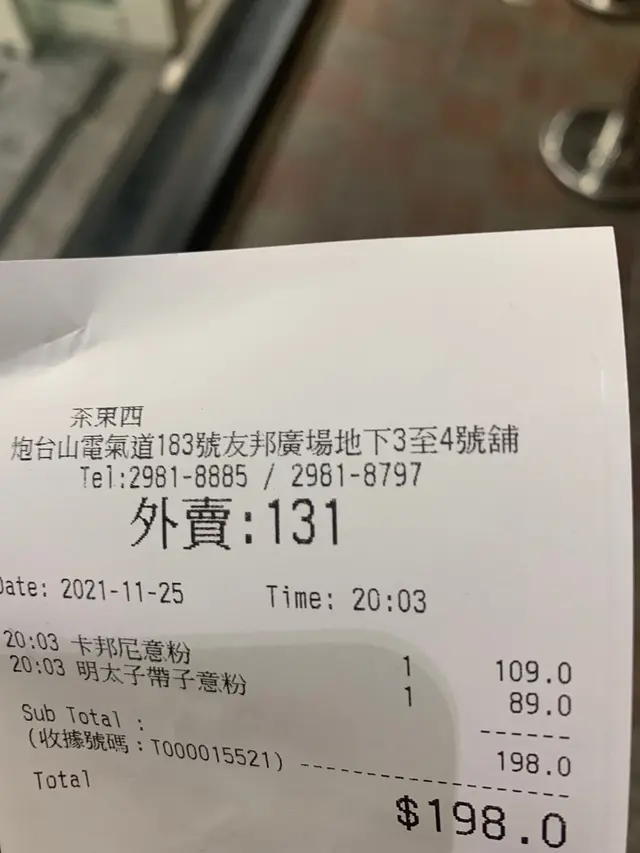 茶東西
炮台山電氣道183號友邦廣場地下3至4號舖
Tel:2981-8885 / 2981-8797
外賣:131
Date: 2021-11-25 Time: 20:03
20:03 卡邦尼意粉 1 109.0
20:03 明太子帶子意粉 1 89.0
Sub Total : 198.0
(收據號碼：T000015521)
Total $198.0